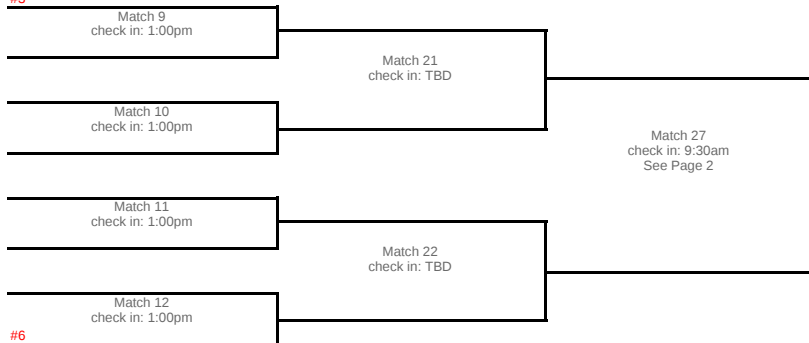 Match 9
check in: 1:00pm
Match 21
check in: TBD
Match 10
check in: 1:00pm
Match 27
check in: 9:30am
See Page 2
Match 11
check in: 1:00pm
Match 22
check in: TBD
Match 12
check in: 1:00pm
#6